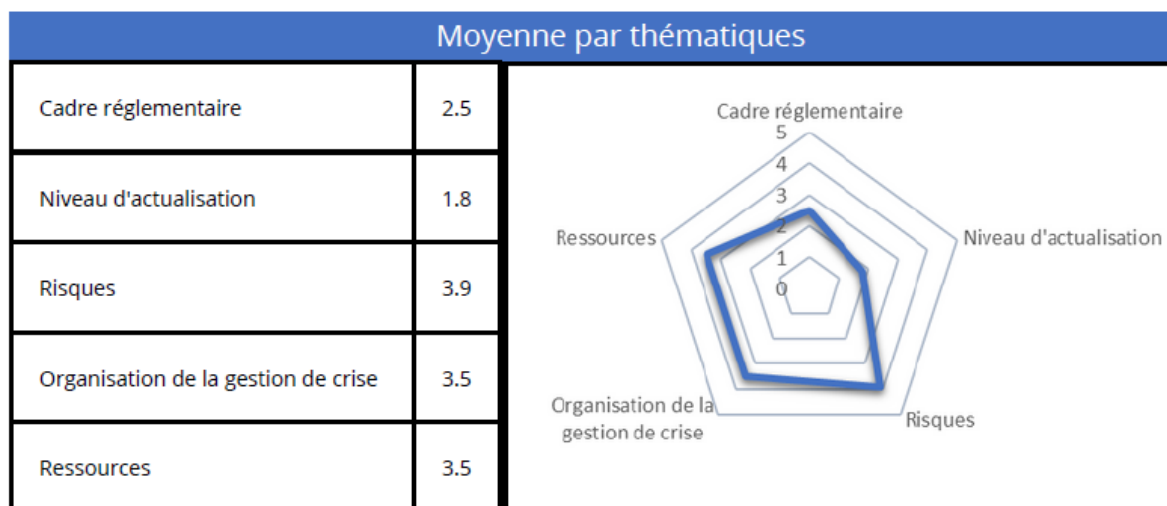 Moyenne par thématiques
Cadre réglementaire 2.5
Niveau d'actualisation 1.8
Risques 3.9
Organisation de la gestion de crise 3.5
Ressources 3.5
Cadre réglementaire
5
4
3
2
1
0
Niveau d'actualisation
Risques
Organisation de la
gestion de crise
Ressources